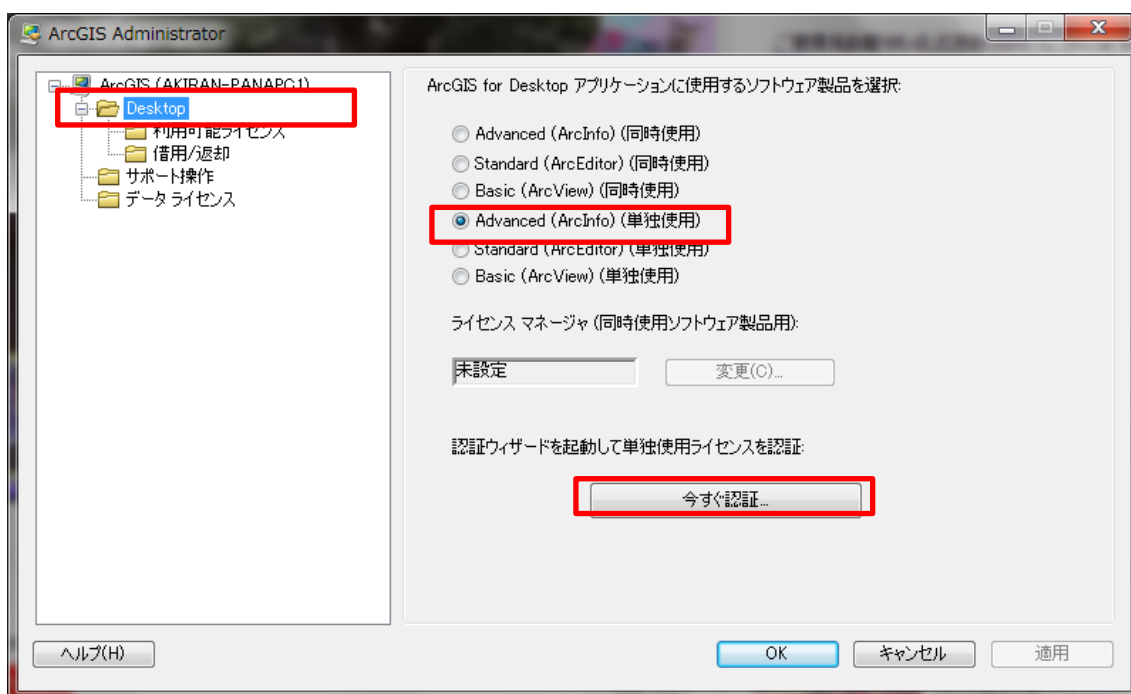 ArcGIS Administrator
ArcGIS (AKIRAN-PANAPC1)
Desktop
利用可能ライセンス
借用/返却
サポート操作
データ ライセンス
ArcGIS for Desktop アプリケーションに使用するソフトウェア製品を選択:
Advanced (ArcInfo) (同時使用)
Standard (ArcEditor) (同時使用)
Basic (ArcView) (同時使用)
Advanced (ArcInfo) (単独使用)
Standard (ArcEditor) (単独使用)
Basic (ArcView) (単独使用)
ライセンス マネージャ (同時使用ソフトウェア製品用):
未設定
変更(C)...
認証ウィザードを起動して単独使用ライセンスを認証:
今すぐ認証...
ヘルプ(H)
OK
キャンセル
適用